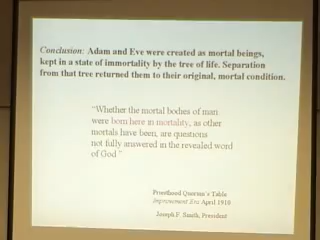 Conclusion: Adam and Eve were created as mortal beings,
kept in a state of immortality by the tree of life. Separation
from that tree returned them to their original, mortal condition.
"Whether the mortal bodies of man
were born here in mortality, as other
mortals have been, are questions
not fully answered in the revealed word
of God."
Priesthood Quorum's Table
Improvement Era April 1910
Joseph F. Smith, President